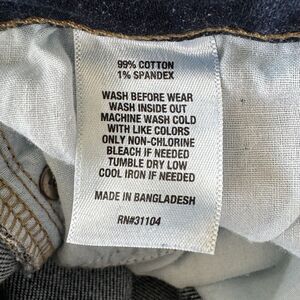 99% COTTON
1% SPANDEX
WASH BEFORE WEAR
WASH INSIDE OUT
MACHINE WASH COLD
WITH LIKE COLORS
ONLY NON-CHLORINE
BLEACH IF NEEDED
TUMBLE DRY LOW
COOL IRON IF NEEDED
MADE IN BANGLADESH
RN#31104